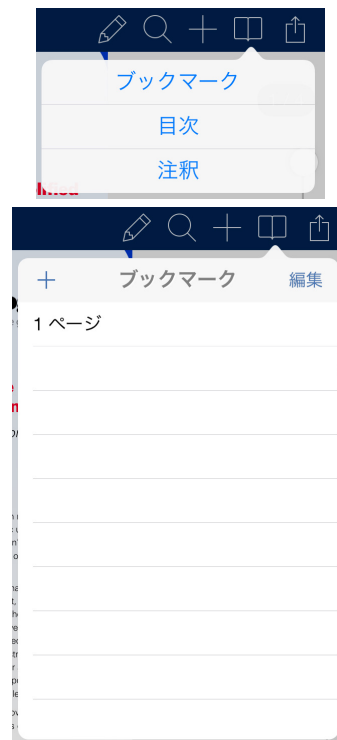 ブックマーク
目次
注釈
+ ブックマーク 編集
1 ページ